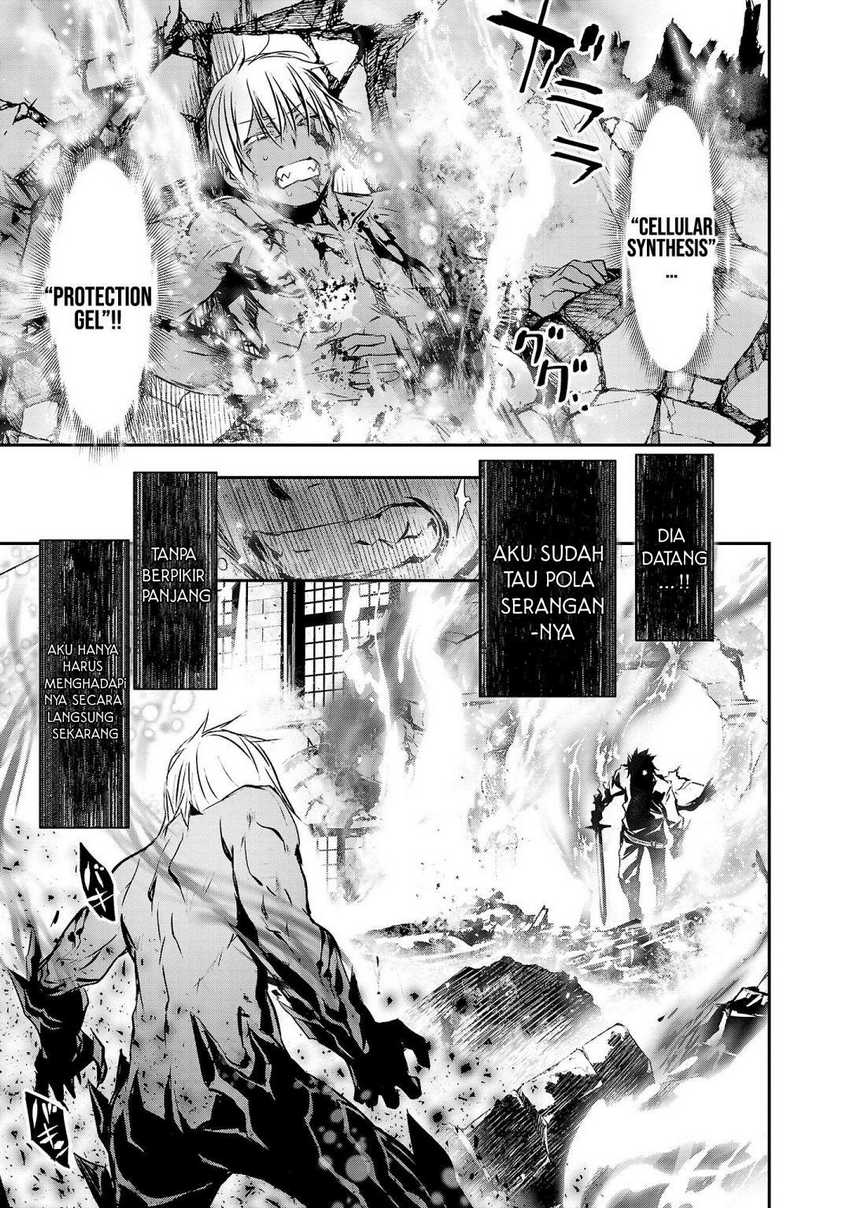 ガラララ
"CELLULAR
SYNTHESIS"
...
ググ
"PROTECTION
GEL"!!
DIA
DATANG
... !!
AKU SUDAH
TAU POLA
SERANGAN
-NYA
TANPA
BERPIKIR
PANJANG
AKU HANYA
HARUS
MENGHADAPI
NYA SECARA
LANGSUNG
SEKARANG